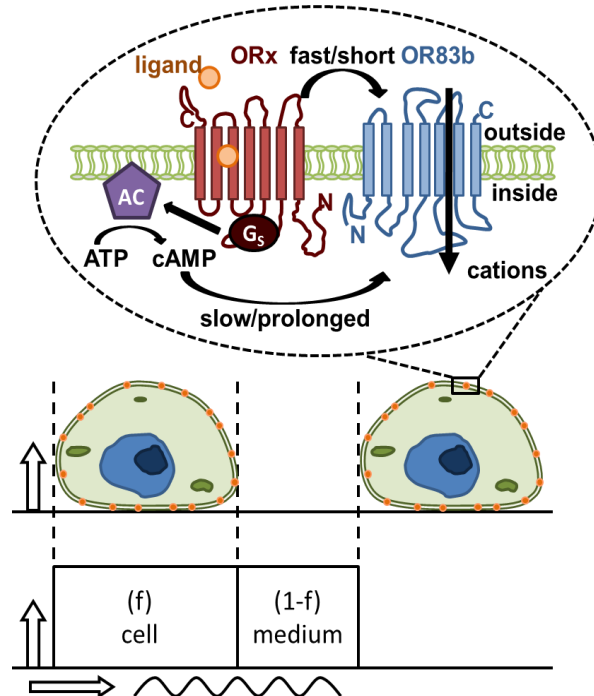 ORx fast/short OR83b
ligand
C
C
outside
inside
AC
N
N
Gs
ATP cAMP
cations
slow/prolonged
(f) (1-f)
cell medium